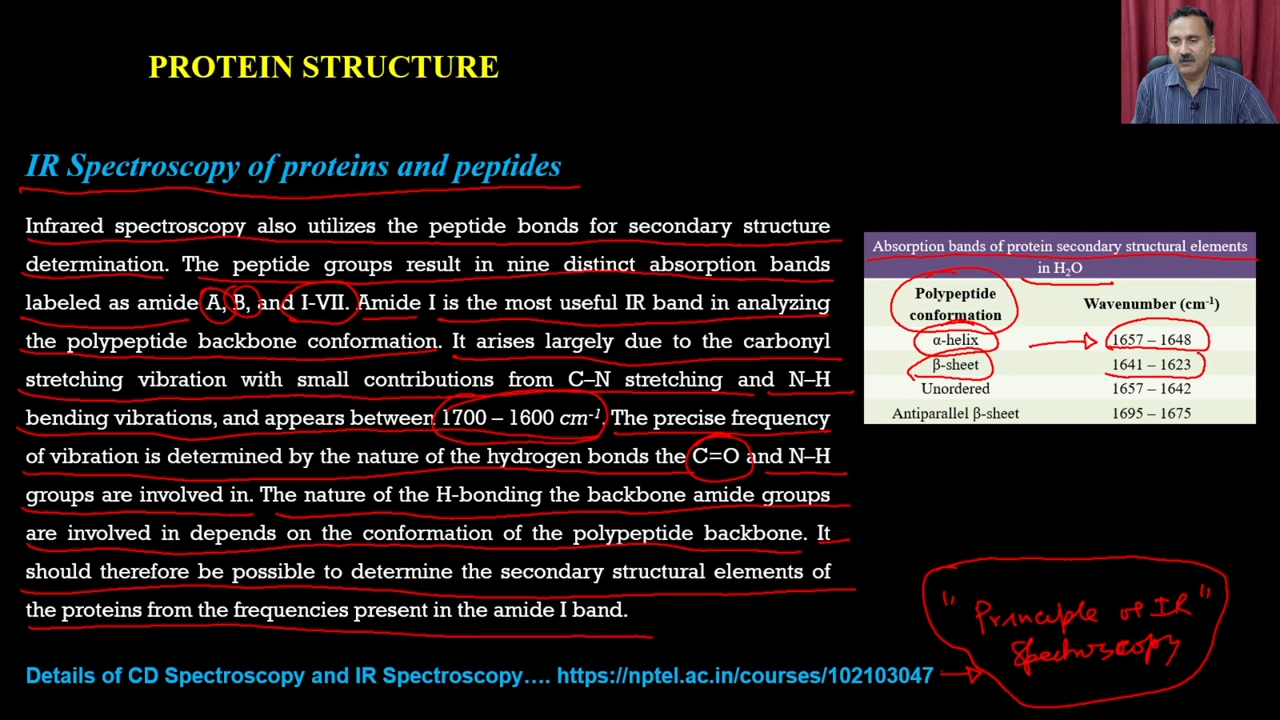 PROTEIN STRUCTURE
IR Spectroscopy of proteins and peptides
Infrared spectroscopy also utilizes the peptide bonds for secondary structure
determination. The peptide groups result in nine distinct absorption bands
labeled as amide A, B, and I-VII. Amide I is the most useful IR band in analyzing
the polypeptide backbone conformation. It arises largely due to the carbonyl
stretching vibration with small contributions from C–N stretching and N–H
bending vibrations, and appears between 1700 – 1600 cm⁻¹. The precise frequency
of vibration is determined by the nature of the hydrogen bonds the C=O and N–H
groups are involved in. The nature of the H-bonding the backbone amide groups
are involved in depends on the conformation of the polypeptide backbone. It
should therefore be possible to determine the secondary structural elements of
the proteins from the frequencies present in the amide I band.
Absorption bands of protein secondary structural elements
in H₂O
Polypeptide
conformation
Wavenumber (cm⁻¹)
α-helix 1657 – 1648
β-sheet 1641 – 1623
Unordered 1657 – 1642
Antiparallel β-sheet 1695 – 1675
"Principle of IR"
Spectroscopy
Details of CD Spectroscopy and IR Spectroscopy…. https://nptel.ac.in/courses/102103047